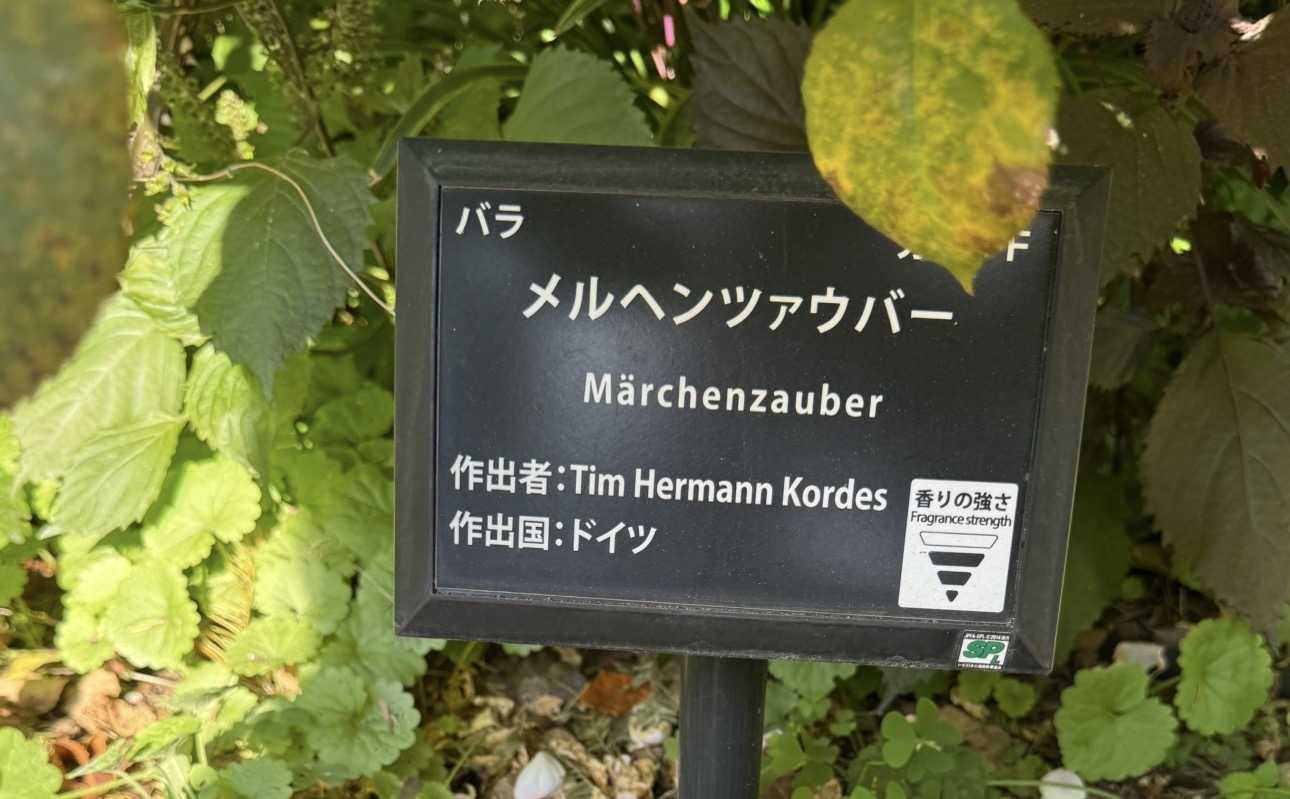 バラ
メルヘンツァウバー
Märchenzauber
作出者:Tim Hermann Kordes
作出国:ドイツ
香りの強さ
Fragrance strength
SP